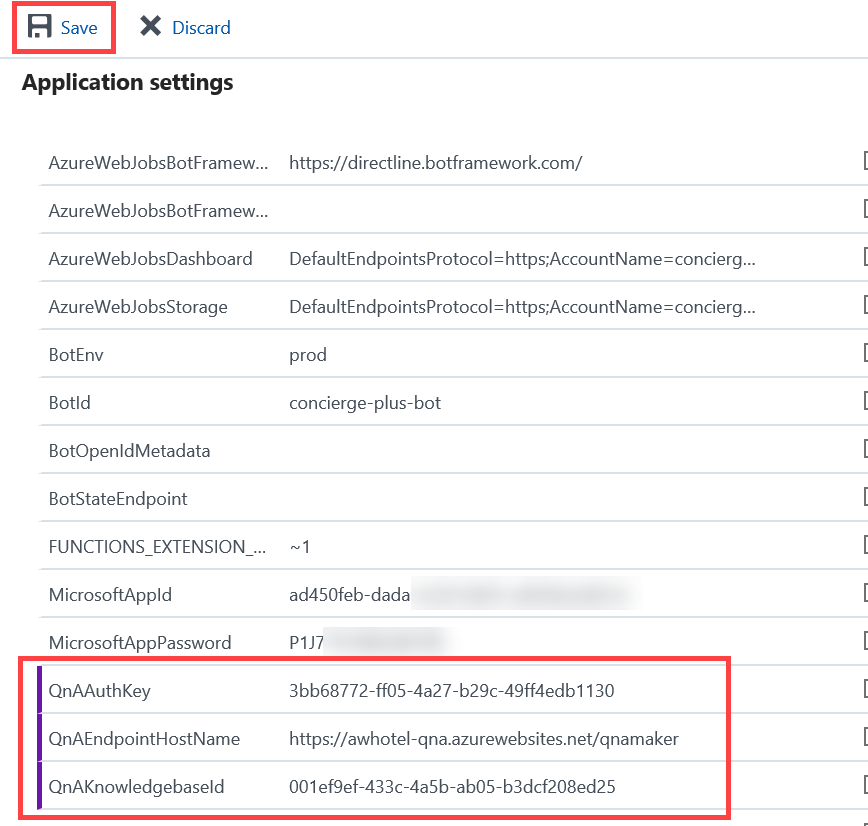 Save Discard
Application settings
AzureWebJobsBotFramew... https://directline.botframework.com/
AzureWebJobsBotFramew...
AzureWebJobsDashboard DefaultEndpointsProtocol=https;AccountName=concierg...
AzureWebJobsStorage DefaultEndpointsProtocol=https;AccountName=concierg...
BotEnv prod
BotId concierge-plus-bot
BotOpenIdMetadata
BotStateEndpoint
FUNCTIONS_EXTENSION_... ~1
MicrosoftAppId ad450feb-dada
MicrosoftAppPassword P1J7
QnAAuthKey 3bb68772-ff05-4a27-b29c-49ff4edb1130
QnAEndpointHostName https://awhotel-qna.azurewebsites.net/qnamaker
QnAKnowledgebaseId 001ef9ef-433c-4a5b-ab05-b3dcf208ed25